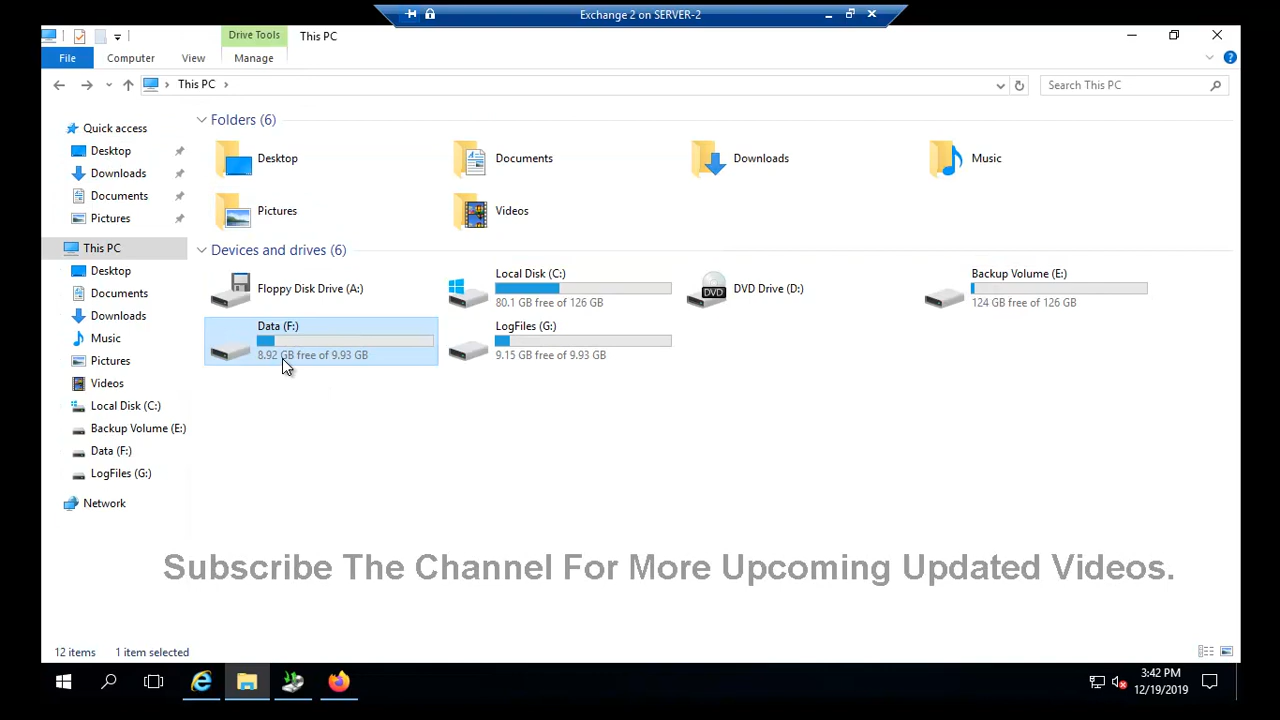 Exchange 2 on SERVER-2
Drive Tools
This PC
File
Computer
View
Manage
This PC
Search This PC
Quick access
Desktop
Downloads
Documents
Pictures
This PC
Desktop
Documents
Downloads
Music
Pictures
Videos
Local Disk (C:)
Backup Volume (E:)
Data (F:)
LogFiles (G:)
Network
Folders (6)
Desktop
Documents
Downloads
Music
Pictures
Videos
Devices and drives (6)
Floppy Disk Drive (A:)
Local Disk (C:)
80.1 GB free of 126 GB
DVD
DVD Drive (D:)
Backup Volume (E:)
124 GB free of 126 GB
Data (F:)
8.92 GB free of 9.93 GB
LogFiles (G:)
9.15 GB free of 9.93 GB
Subscribe The Channel For More Upcoming Updated Videos.
12 items
1 item selected
3:42 PM
12/19/2019